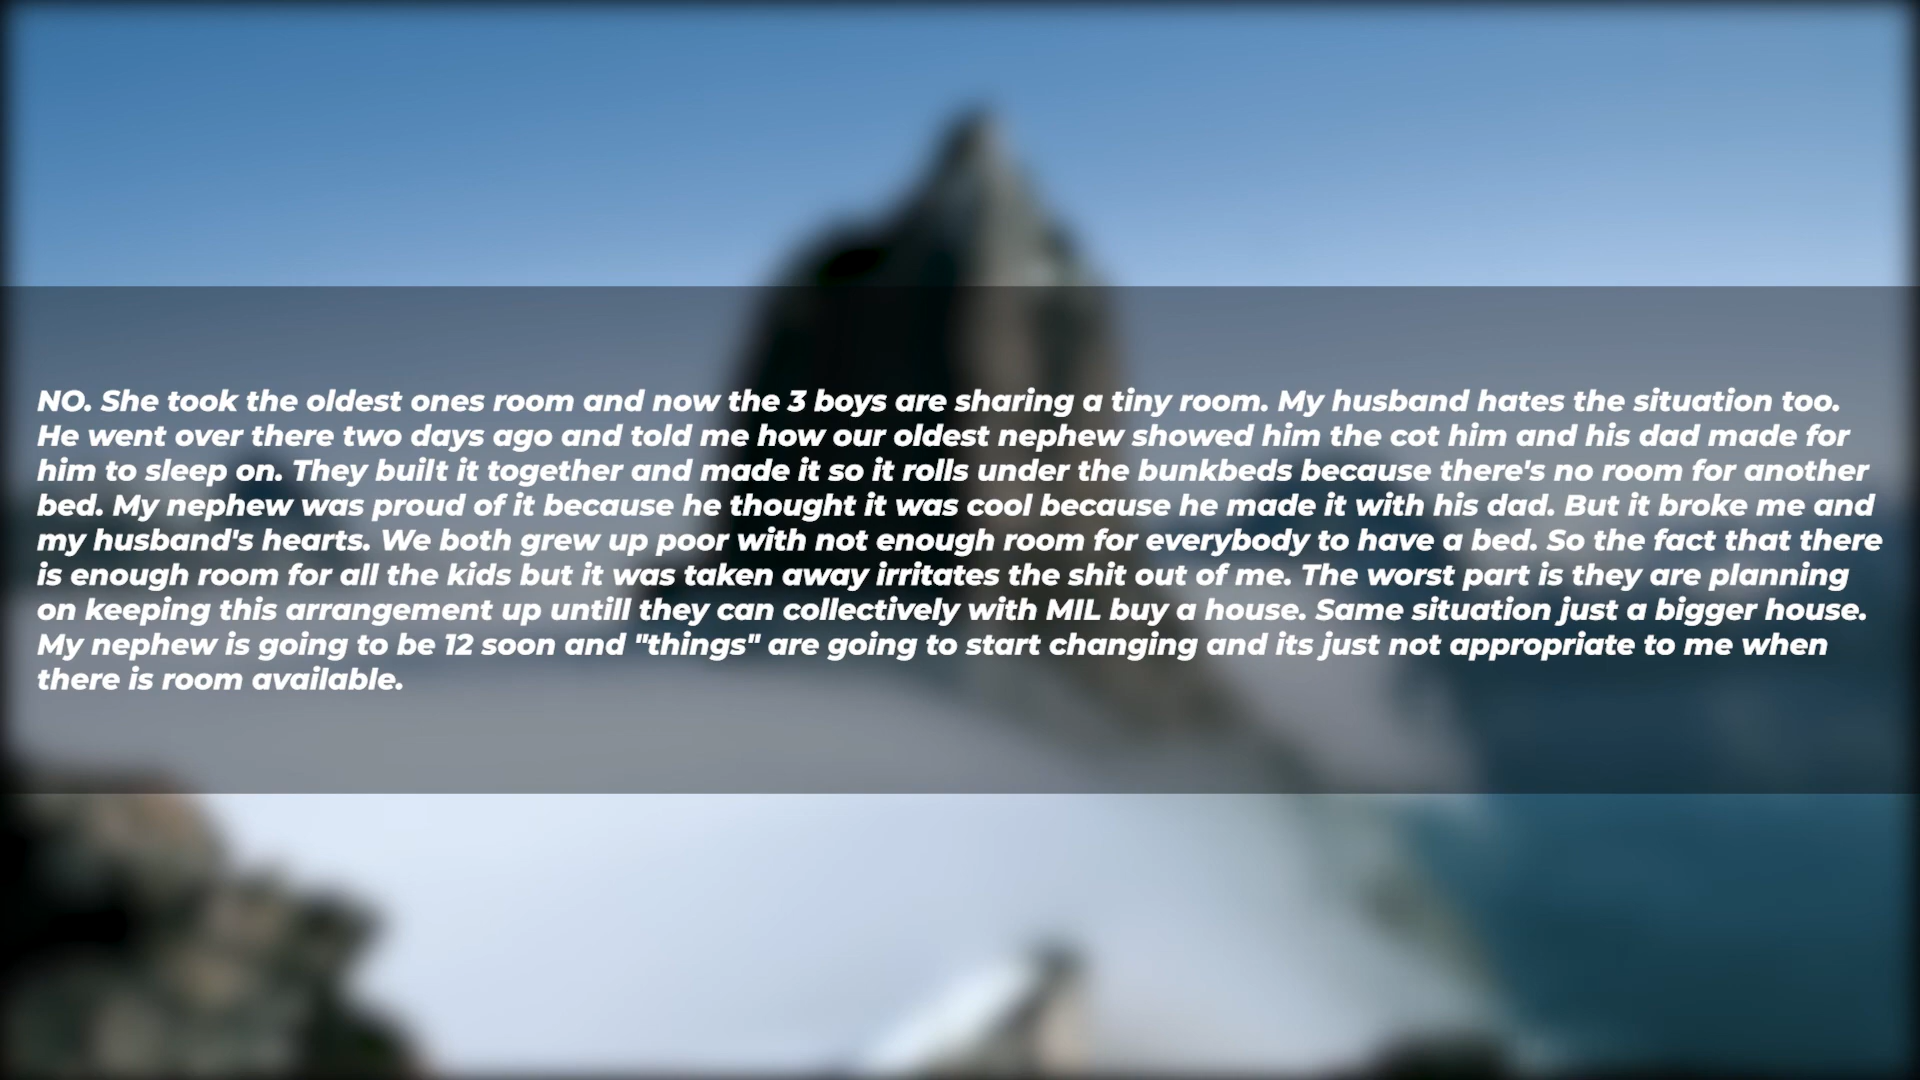 NO. She took the oldest ones room and now the 3 boys are sharing a tiny room. My husband hates the situation too.
He went over there two days ago and told me how our oldest nephew showed him the cot him and his dad made for
him to sleep on. They built it together and made it so it rolls under the bunkbeds because there's no room for another
bed. My nephew was proud of it because he thought it was cool because he made it with his dad. But it broke me and
my husband's hearts. We both grew up poor with not enough room for everybody to have a bed. So the fact that there
is enough room for all the kids but it was taken away irritates the shit out of me. The worst part is they are planning
on keeping this arrangement up untill they can collectively with MIL buy a house. Same situation just a bigger house.
My nephew is going to be 12 soon and "things" are going to start changing and its just not appropriate to me when
there is room available.